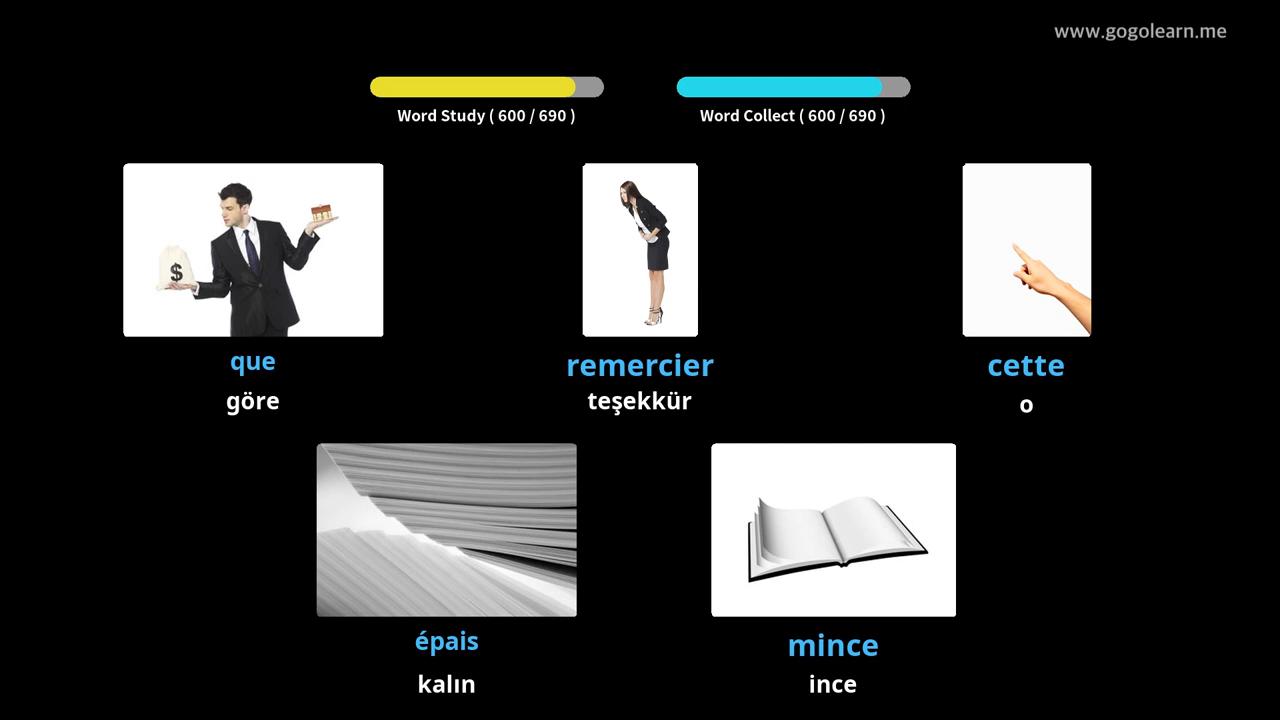 www.gogolearn.me
Word Study ( 600 / 690 )
Word Collect ( 600 / 690 )
$
que
göre
remercier
teşekkür
cette
o
épais
kalın
mince
ince